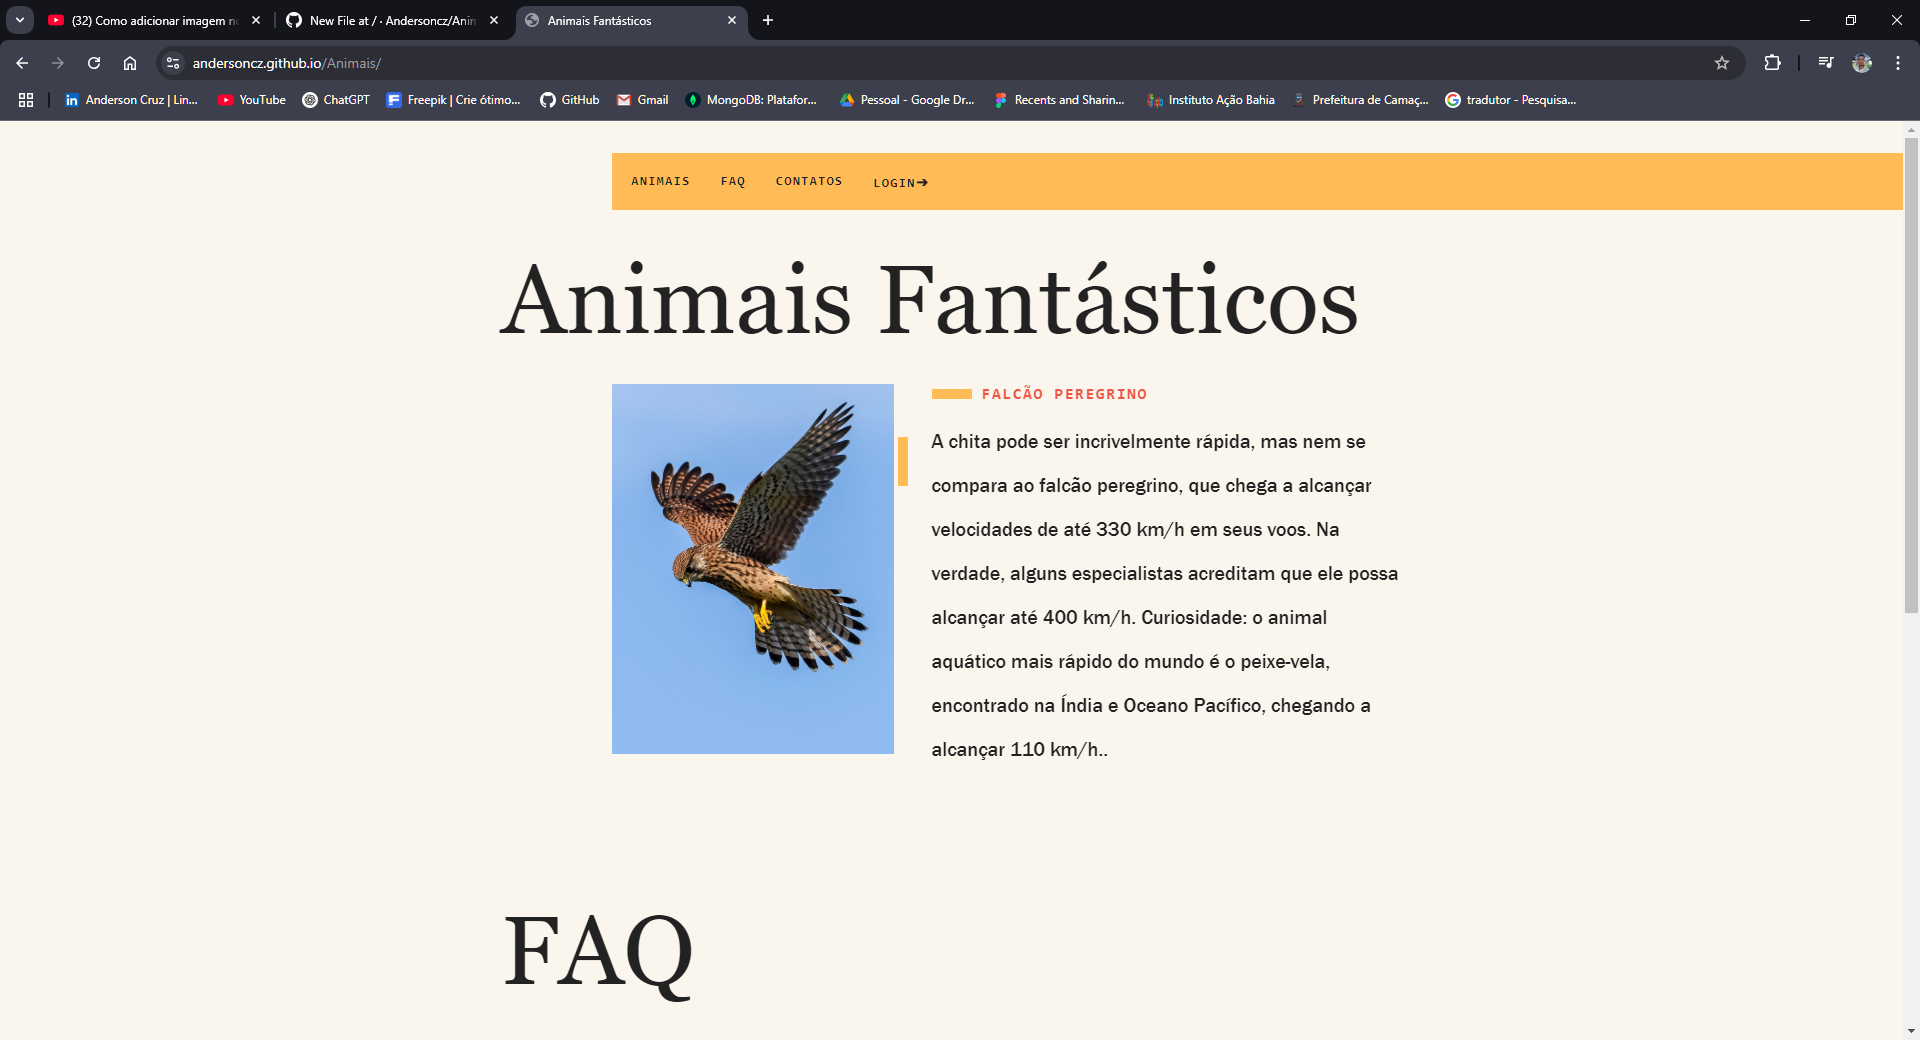 (32) Como adicionar imagem n
New File at / · Andersoncz/Anim
Animais Fantásticos
andersoncz.github.io/Animais/
Anderson Cruz | Lin...
YouTube
ChatGPT
Freepik | Crie ótimo...
GitHub
Gmail
MongoDB: Platafor...
Pessoal - Google Dr...
Recents and Sharin...
Instituto Ação Bahia
Prefeitura de Camaç...
tradutor - Pesquisa...
ANIMAIS
FAQ
CONTATOS
LOGIN➔
Animais Fantásticos
FALCÃO PEREGRINO
A chita pode ser incrivelmente rápida, mas nem se
compara ao falcão peregrino, que chega a alcançar
velocidades de até 330 km/h em seus voos. Na
verdade, alguns especialistas acreditam que ele possa
alcançar até 400 km/h. Curiosidade: o animal
aquático mais rápido do mundo é o peixe-vela,
encontrado na Índia e Oceano Pacífico, chegando a
alcançar 110 km/h..
FAQ